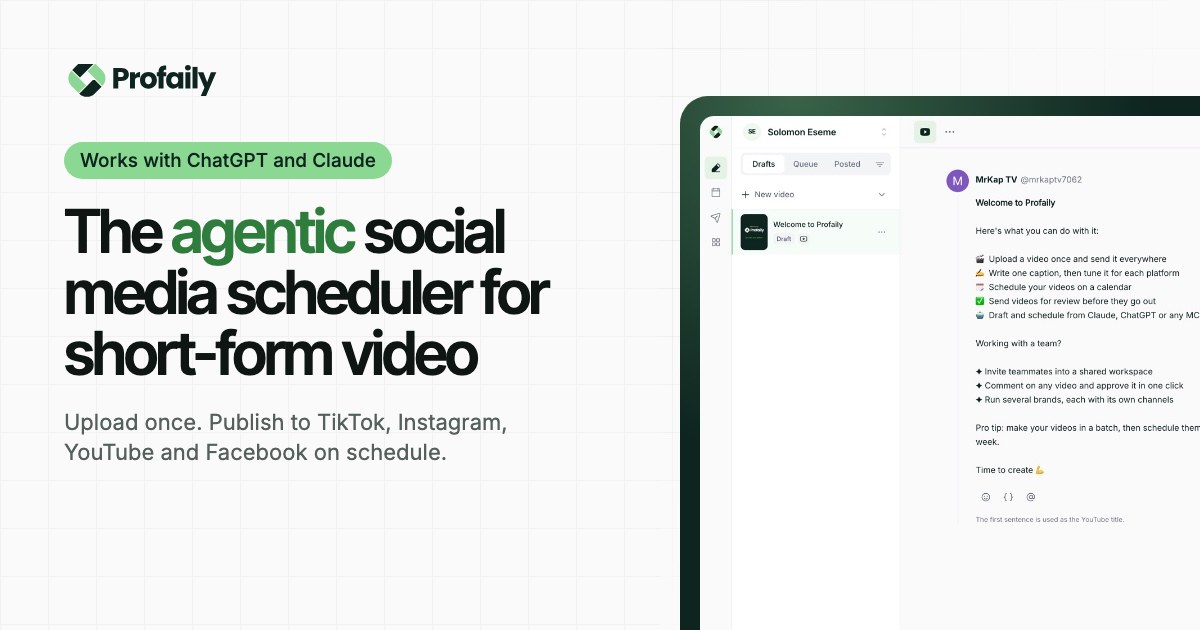 Profaily
Works with ChatGPT and Claude
The agentic social
media scheduler for
short-form video
Upload once. Publish to TikTok, Instagram,
YouTube and Facebook on schedule.
SE
Solomon Eseme
Drafts
Queue
Posted
New video
Welcome to Profaily
Draft
M
MrKap TV @mrkaptv7062
Welcome to Profaily
Here's what you can do with it:
🎬 Upload a video once and send it everywhere
✍️ Write one caption, then tune it for each platform
📅 Schedule your videos on a calendar
✅ Send videos for review before they go out
🤖 Draft and schedule from Claude, ChatGPT or any MC
Working with a team?
✦ Invite teammates into a shared workspace
✦ Comment on any video and approve it in one click
✦ Run several brands, each with its own channels
Pro tip: make your videos in a batch, then schedule them
week.
Time to create 💪
{ }
@
The first sentence is used as the YouTube title.